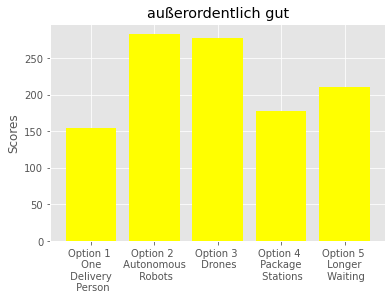 außerordentlich gut
Scores
250
200
150
100
50
0
Option 1
One
Delivery
Person
Option 2
Autonomous
Robots
Option 3
Drones
Option 4
Package
Stations
Option 5
Longer
Waiting